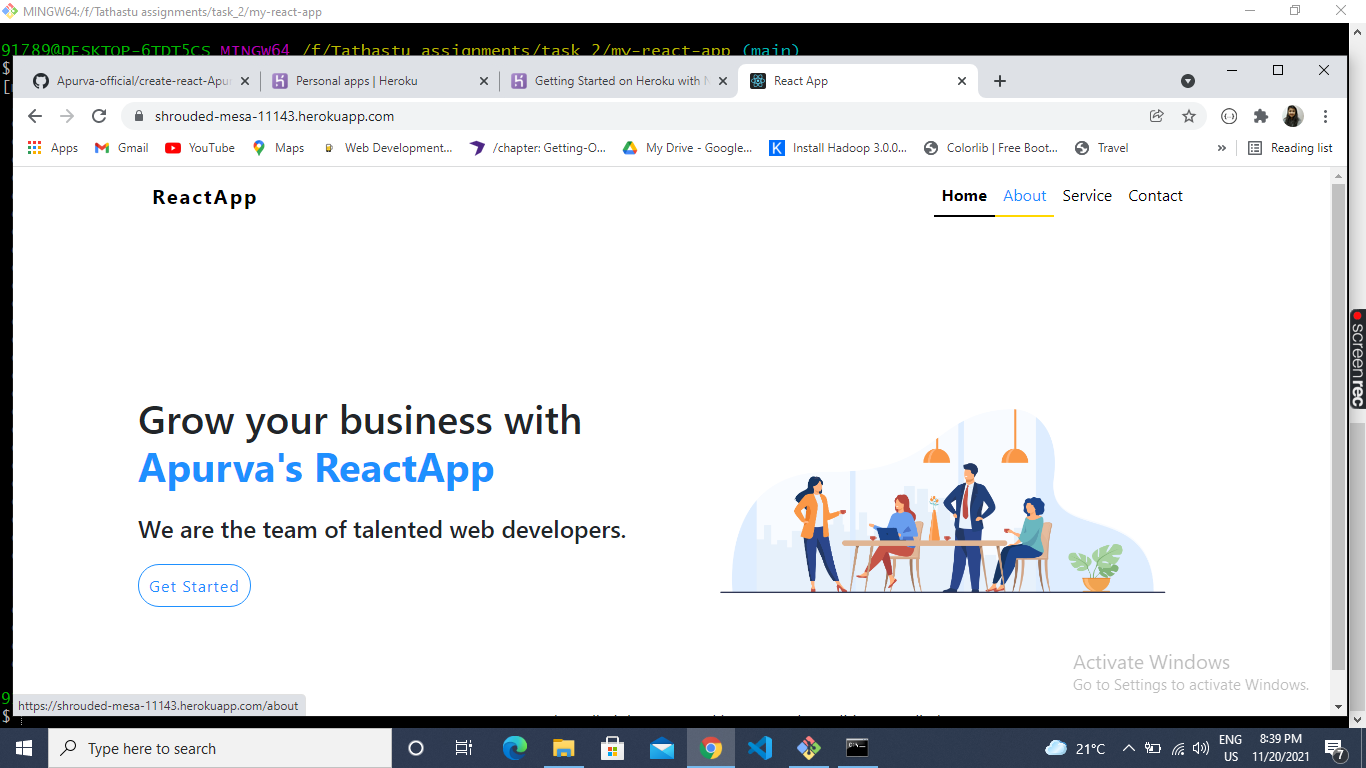 MINGW64:/f/Tathastu assignments/task_2/my-react-app
91789@DESKTOP-6TDT5CS MINGW64 /f/Tathastu assignments/task_2/my-react-app (main)
$
Apurva-official/create-react-Apur
Personal apps | Heroku
Getting Started on Heroku with N
React App
shrouded-mesa-11143.herokuapp.com
Apps
Gmail
YouTube
Maps
Web Development...
/chapter: Getting-O...
My Drive - Google...
Install Hadoop 3.0.0...
Colorlib | Free Boot...
Travel
»
Reading list
ReactApp
Home
About
Service
Contact
Grow your business with
Apurva's ReactApp
We are the team of talented web developers.
Get Started
Activate Windows
Go to Settings to activate Windows.
screenrec
https://shrouded-mesa-11143.herokuapp.com/about
9
$
Type here to search
21°C
ENG
US
8:39 PM
11/20/2021
7